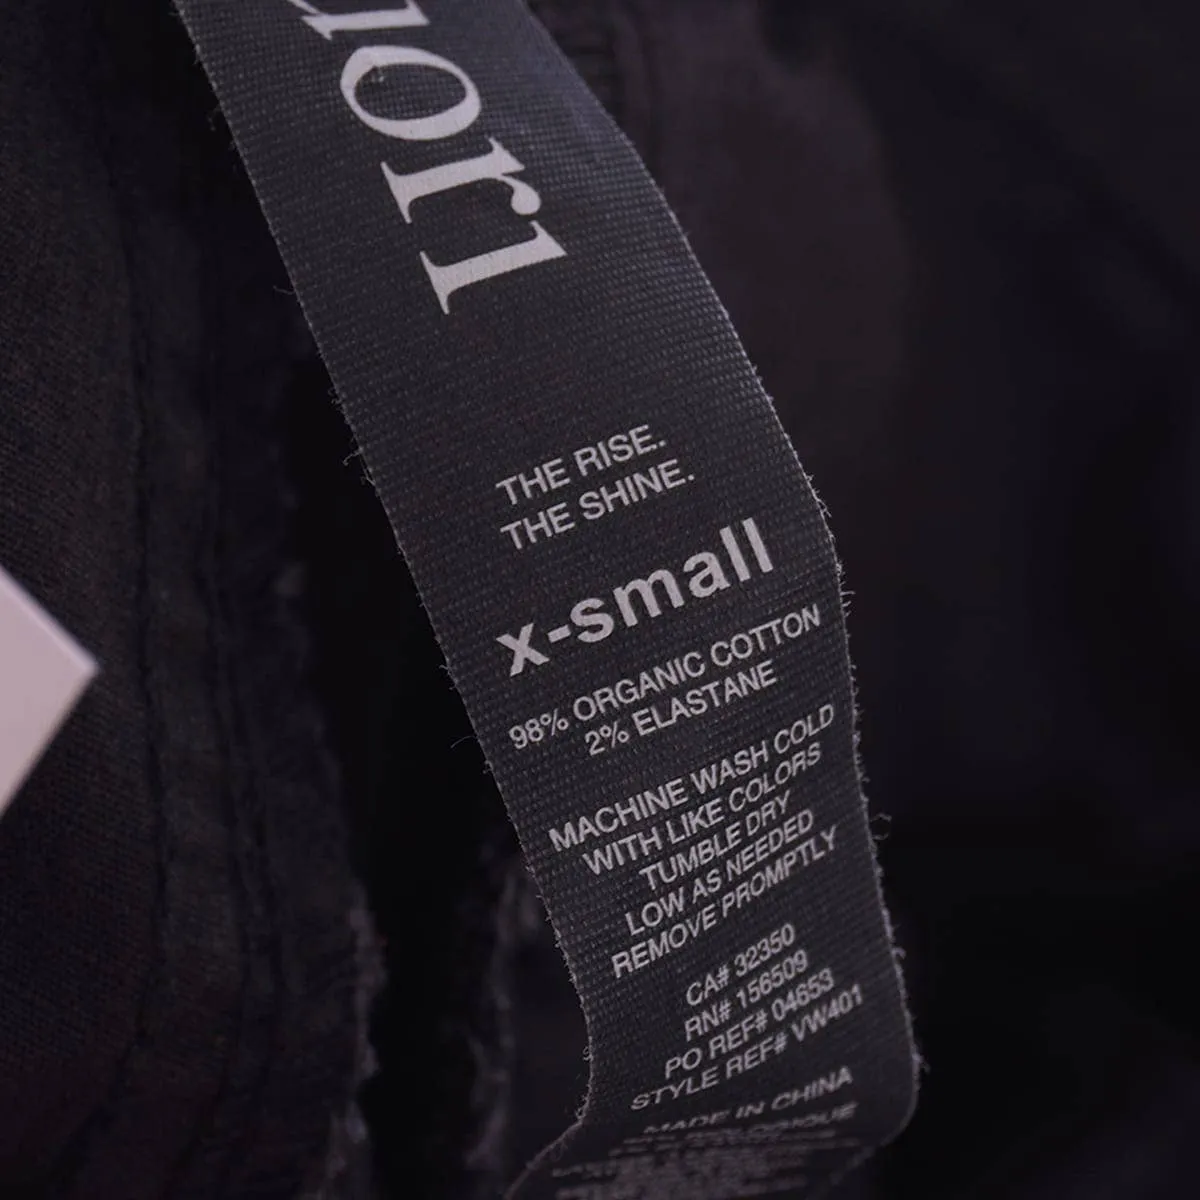 THE RISE.
THE SHINE.
x-small
98% ORGANIC COTTON
2% ELASTANE
MACHINE WASH COLD
WITH LIKE COLORS
TUMBLE DRY
LOW AS NEEDED
REMOVE PROMPTLY
CA# 32350
RN# 156509
PO REF# 04653
STYLE REF# VW401
MADE IN CHINA